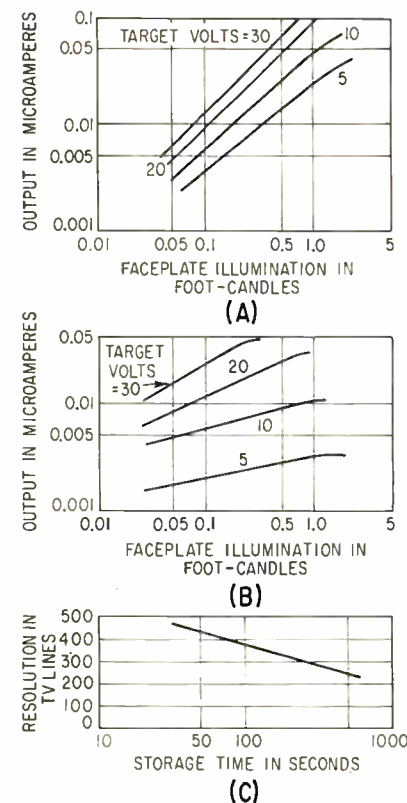 OUTPUT IN MICROAMPERES
0.1
0.05
0.01
0.005
0.001
TARGET VOLTS = 30
10
5
20
0.01 0.05 0.1 0.5 1.0 5
FACEPLATE ILLUMINATION IN
FOOT-CANDLES
(A)
OUTPUT IN MICROAMPERES
0.05
0.01
0.005
0.001
TARGET
VOLTS
=30
20
10
5
0.01 0.05 0.1 0.5 1.0 5
FACEPLATE ILLUMINATION IN
FOOT-CANDLES
(B)
RESOLUTION IN
TV LINES
500
400
300
200
100
0
10 50 100 1000
STORAGE TIME IN SECONDS
(C)